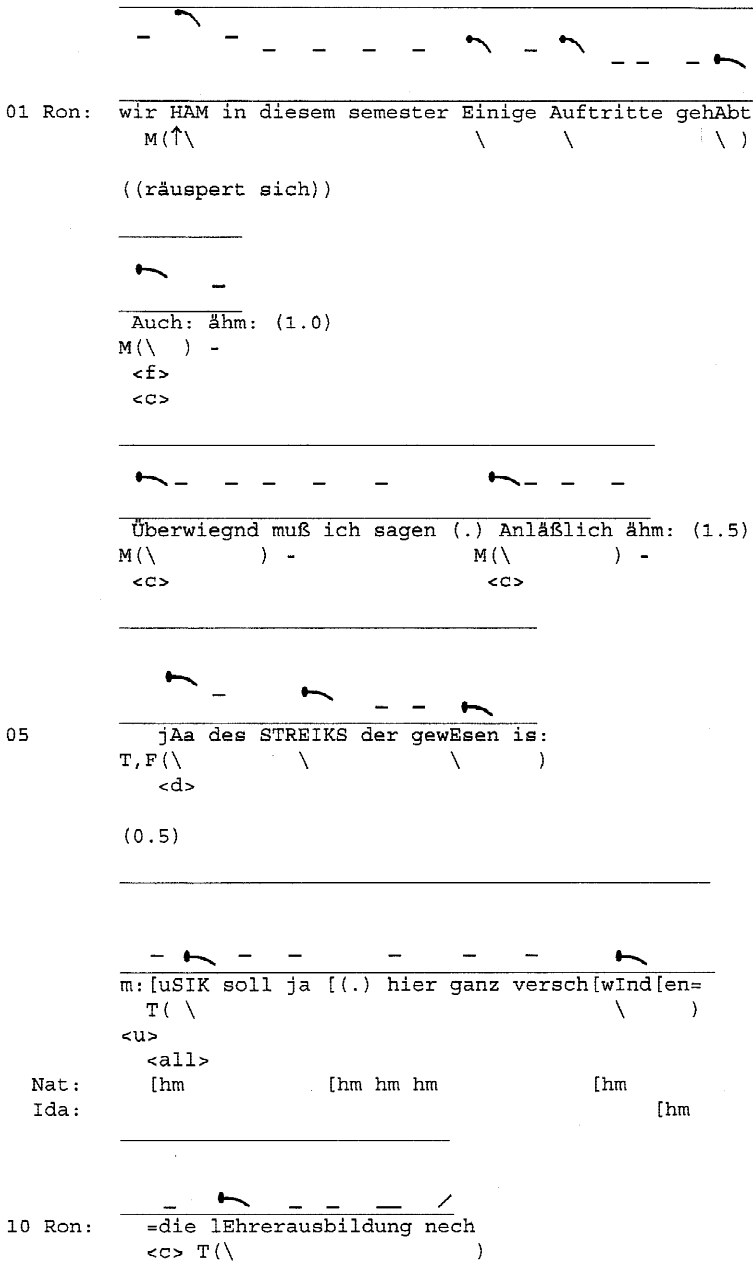 01 Ron: wir HAM in diesem semester Einige Auftritte gehAbt
M(↑\ \ \ \ )
((räuspert sich))
Auch: ähm: (1.0)
M(\ ) -
<f>
<c>
Überwiegnd muß ich sagen (.) Anläßlich ähm: (1.5)
M(\ ) - M(\ ) -
<c> <c>
05 jAa des STREIKS der gewEsen is:
T,F(\ \ \ )
<d>
(0.5)
m:[uSIK soll ja [(.) hier ganz versch[wInd[en=
T( \ \ )
<u>
<all>
Nat: [hm [hm hm hm [hm
Ida: [hm
10 Ron: =die lEhrerausbildung nech
<c> T(\ )